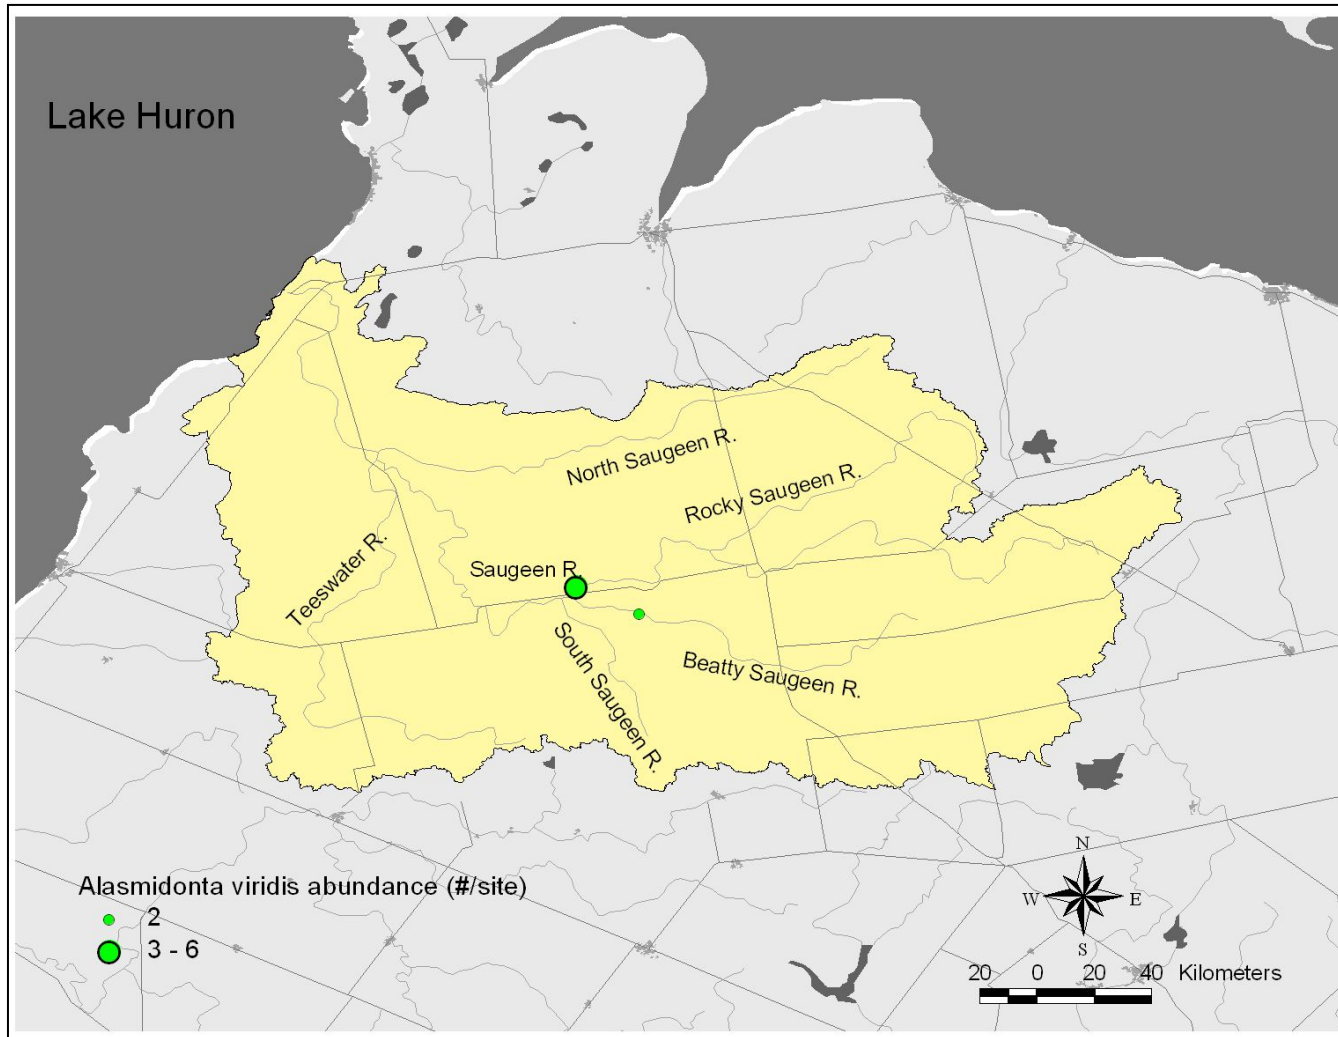 Lake Huron
North Saugeen R.
Rocky Saugeen R.
Saugeen R.
Teeswater R.
South Saugeen R.
Beatty Saugeen R.
Alasmidonta viridis abundance (#/site)
2
3 - 6
N
W E
S
20 0 20 40 Kilometers